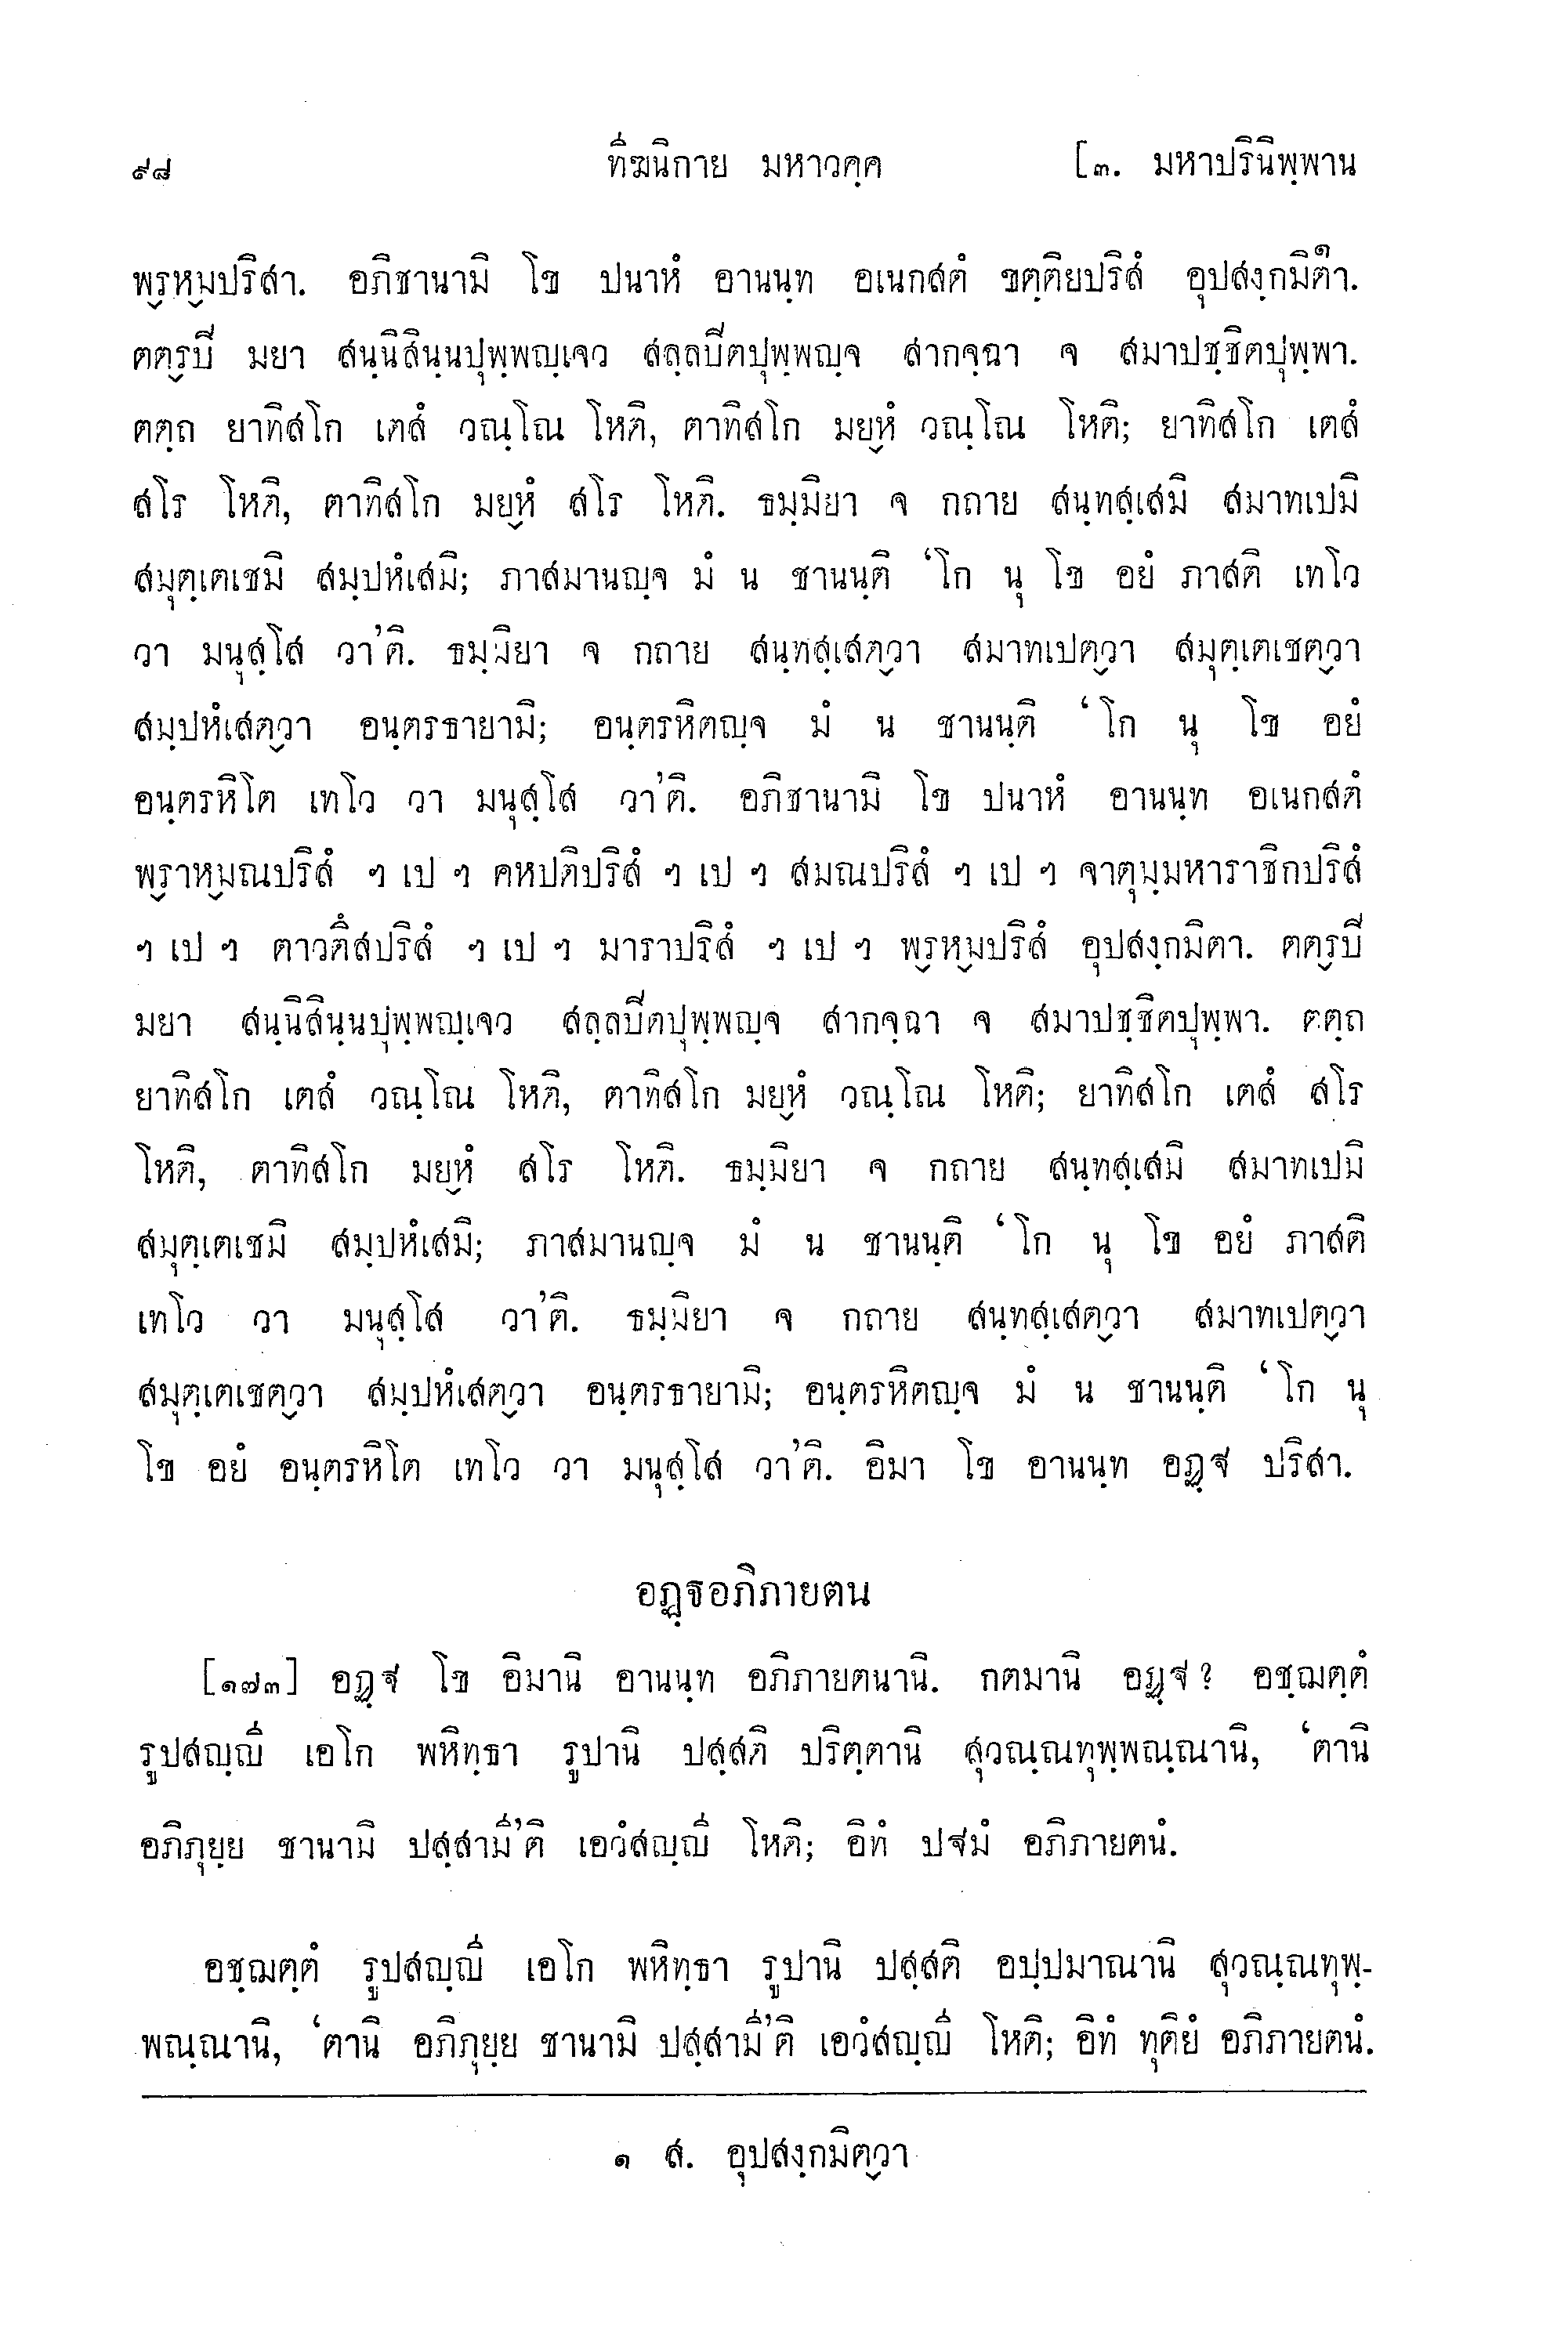 ๙๘ ทีฆนิกาย มหาวคฺค [๓. มหาปรินิพฺพาน
พฺรหฺมปริสา. อภิชานามิ โข ปนาหํ อานนฺท อเนกสตํ ขตฺติยปริสํ อุปสงฺกมิตา๑.
ตตฺรปิ มยา สนฺนิสินฺนปุพฺพญฺเจว สลฺลปิตปุพฺพญฺจ สากจฺฉา จ สมาปชฺชิตปุพฺพา.
ตตฺถ ยาทิสโก เตสํ วณฺโณ โหติ, ตาทิสโก มยฺหํ วณฺโณ โหติ; ยาทิสโก เตสํ
สโร โหติ, ตาทิสโก มยฺหํ สโร โหติ. ธมฺมิยา จ กถาย สนฺทสฺเสมิ สมาทเปมิ
สมุตฺเตเชมิ สมฺปหํเสมิ; ภาสมานญฺจ มํ น ชานนฺติ ‘โก นุ โข อยํ ภาสติ เทโว
วา มนุสฺโส วา’ติ. ธมฺมิยา จ กถาย สนฺทสฺเสตฺวา สมาทเปตฺวา สมุตฺเตเชตฺวา
สมฺปหํเสตฺวา อนฺตรธายามิ; อนฺตรหิตญฺจ มํ น ชานนฺติ ‘โก นุ โข อยํ
อนฺตรหิโต เทโว วา มนุสฺโส วา’ติ. อภิชานามิ โข ปนาหํ อานนฺท อเนกสตํ
พฺราหฺมณปริสํ ฯ เป ฯ คหปติปริสํ ฯ เป ฯ สมณปริสํ ฯ เป ฯ จาตุมฺมหาราชิกปริสํ
ฯ เป ฯ ตาวตึสปริสํ ฯ เป ฯ มาราปริสํ ฯ เป ฯ พฺรหฺมปริสํ อุปสงฺกมิตา. ตตฺรปิ
มยา สนฺนิสินฺนปุพฺพญฺเจว สลฺลปิตปุพฺพญฺจ สากจฺฉา จ สมาปชฺชิตปุพฺพา. ตตฺถ
ยาทิสโก เตสํ วณฺโณ โหติ, ตาทิสโก มยฺหํ วณฺโณ โหติ; ยาทิสโก เตสํ สโร
โหติ, ตาทิสโก มยฺหํ สโร โหติ. ธมฺมิยา จ กถาย สนฺทสฺเสมิ สมาทเปมิ
สมุตฺเตเชมิ สมฺปหํเสมิ; ภาสมานญฺจ มํ น ชานนฺติ ‘โก นุ โข อยํ ภาสติ
เทโว วา มนุสฺโส วา’ติ. ธมฺมิยา จ กถาย สนฺทสฺเสตฺวา สมาทเปตฺวา
สมุตฺเตเชตฺวา สมฺปหํเสตฺวา อนฺตรธายามิ; อนฺตรหิตญฺจ มํ น ชานนฺติ ‘โก นุ
โข อยํ อนฺตรหิโต เทโว วา มนุสฺโส วา’ติ. อิมา โข อานนฺท อฏฺฐ ปริสา.
อฏฺฐอภิภายตน
[๑๗๓] อฏฺฐ โข อิมานิ อานนฺท อภิภายตนานิ. กตมานิ อฏฺฐ? อชฺฌตฺตํ
รูปสญฺญี เอโก พหิทฺธา รูปานิ ปสฺสติ ปริตฺตานิ สุวณฺณทุพฺพณฺณานิ, ‘ตานิ
อภิภุยฺย ชานามิ ปสฺสามี’ติ เอวํสญฺญี โหติ; อิทํ ปฐมํ อภิภายตนํ.
อชฺฌตฺตํ รูปสญฺญี เอโก พหิทฺธา รูปานิ ปสฺสติ อปฺปมาณานิ สุวณฺณทุพฺ-
พณฺณานิ, ‘ตานิ อภิภุยฺย ชานามิ ปสฺสามี’ติ เอวํสญฺญี โหติ; อิทํ ทุติยํ อภิภายตนํ.
๑ ส. อุปสงฺกมิตฺวา